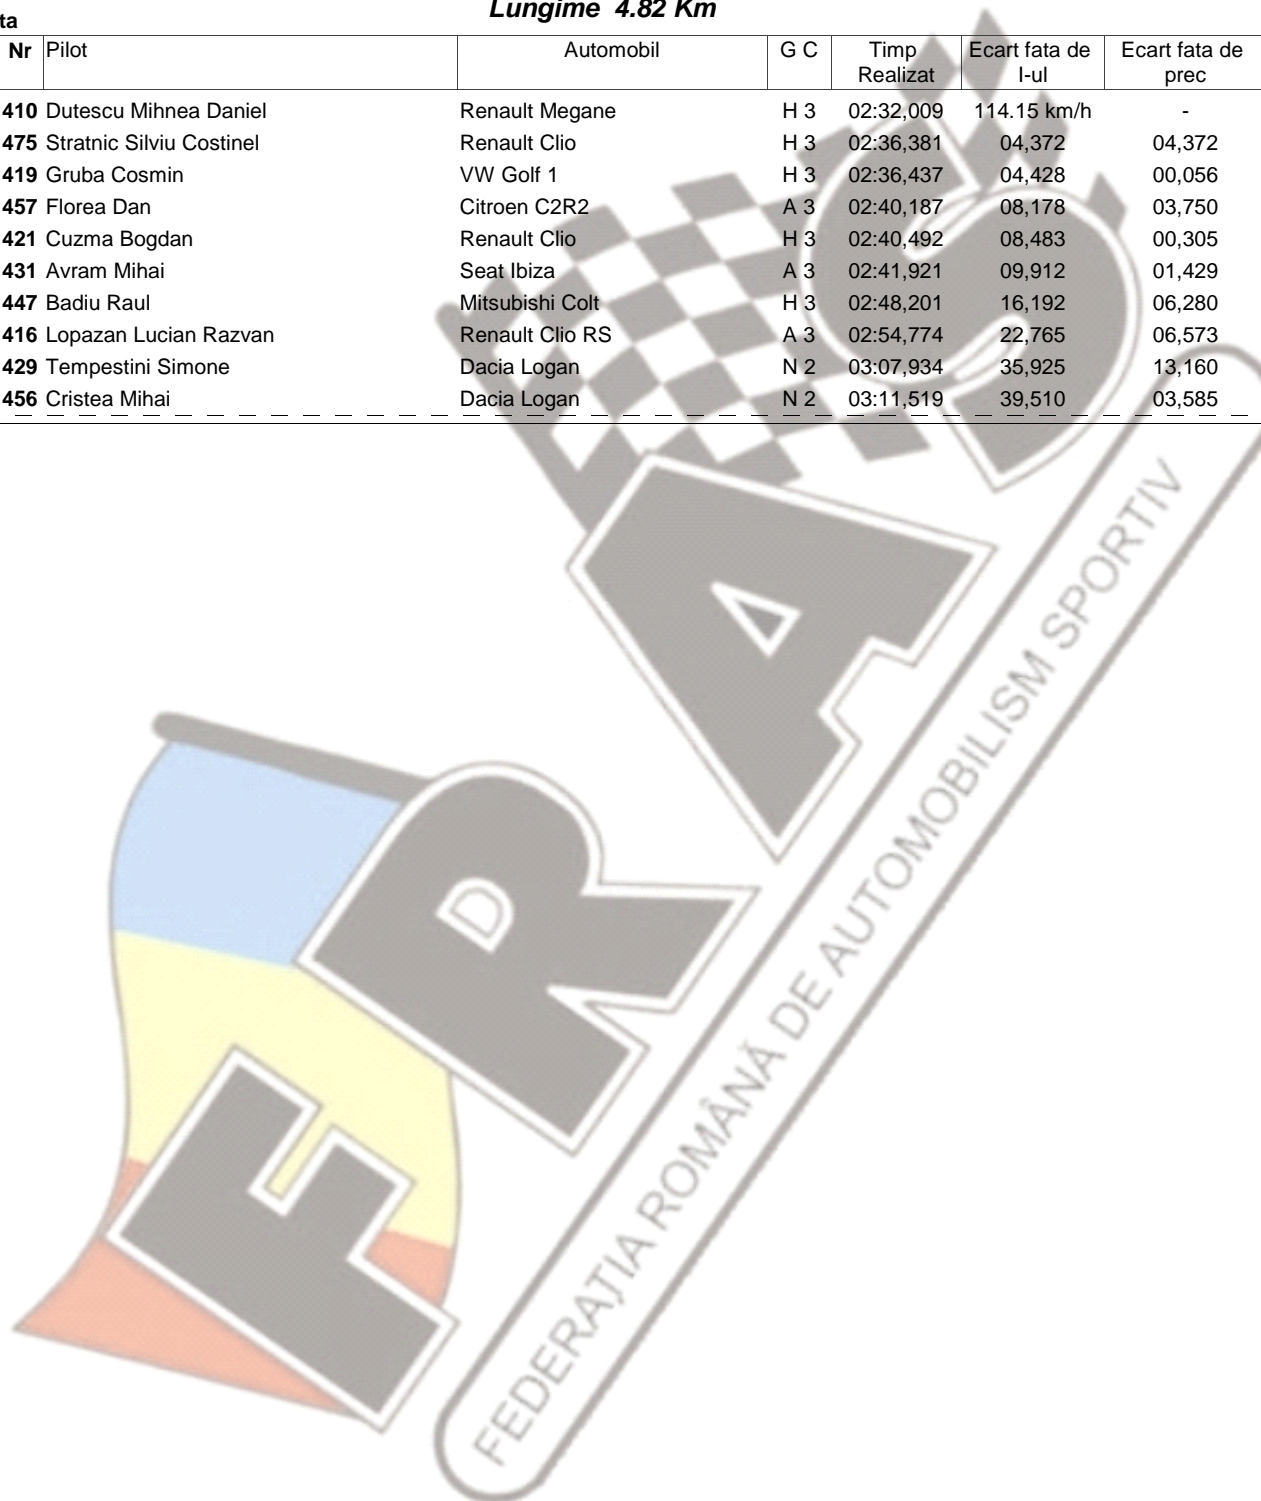 Lungime 4.82 Km
ta
Nr Pilot Automobil G C Timp Realizat Ecart fata de I-ul Ecart fata de prec
410 Dutescu Mihnea Daniel Renault Megane H 3 02:32,009 114.15 km/h -
475 Stratnic Silviu Costinel Renault Clio H 3 02:36,381 04,372 04,372
419 Gruba Cosmin VW Golf 1 H 3 02:36,437 04,428 00,056
457 Florea Dan Citroen C2R2 A 3 02:40,187 08,178 03,750
421 Cuzma Bogdan Renault Clio H 3 02:40,492 08,483 00,305
431 Avram Mihai Seat Ibiza A 3 02:41,921 09,912 01,429
447 Badiu Raul Mitsubishi Colt H 3 02:48,201 16,192 06,280
416 Lopazan Lucian Razvan Renault Clio RS A 3 02:54,774 22,765 06,573
429 Tempestini Simone Dacia Logan N 2 03:07,934 35,925 13,160
456 Cristea Mihai Dacia Logan N 2 03:11,519 39,510 03,585
FRAS
FEDERAȚIA ROMÂNĂ DE AUTOMOBILISM SPORTIV